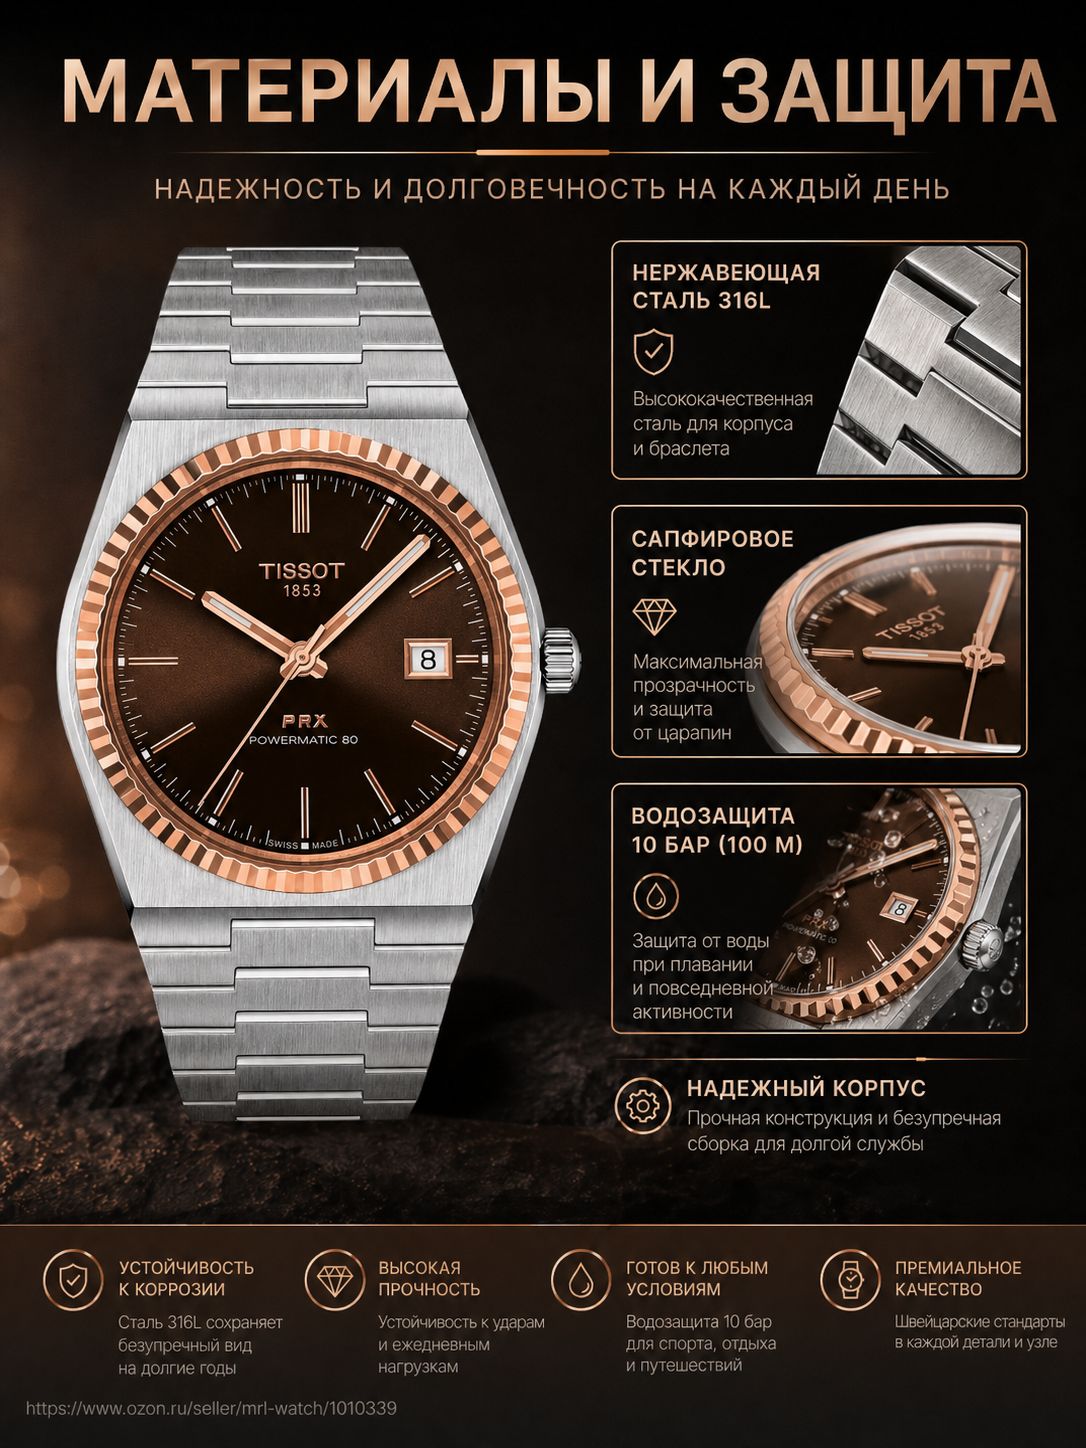 МАТЕРИАЛЫ И ЗАЩИТА
НАДЕЖНОСТЬ И ДОЛГОВЕЧНОСТЬ НА КАЖДЫЙ ДЕНЬ
TISSOT
1853
8
PRX
POWERMATIC 80
SWISS MADE
НЕРЖАВЕЮЩАЯ
СТАЛЬ 316L
Высококачественная
сталь для корпуса
и браслета
САПФИРОВОЕ
СТЕКЛО
Максимальная
прозрачность
и защита
от царапин
TISSOT
1853
ВОДОЗАЩИТА
10 БАР (100 М)
Защита от воды
при плавании
и повседневной
активности
TISSOT
PRX
POWERMATIC 80
8
НАДЕЖНЫЙ КОРПУС
Прочная конструкция и безупречная
сборка для долгой службы
УСТОЙЧИВОСТЬ
К КОРРОЗИИ
Сталь 316L сохраняет
безупречный вид
на долгие годы
ВЫСОКАЯ
ПРОЧНОСТЬ
Устойчивость к ударам
и ежедневным
нагрузкам
ГОТОВ К ЛЮБЫМ
УСЛОВИЯМ
Водозащита 10 бар
для спорта, отдыха
и путешествий
ПРЕМИАЛЬНОЕ
КАЧЕСТВО
Швейцарские стандарты
в каждой детали и узле
https://www.ozon.ru/seller/mrl-watch/1010339